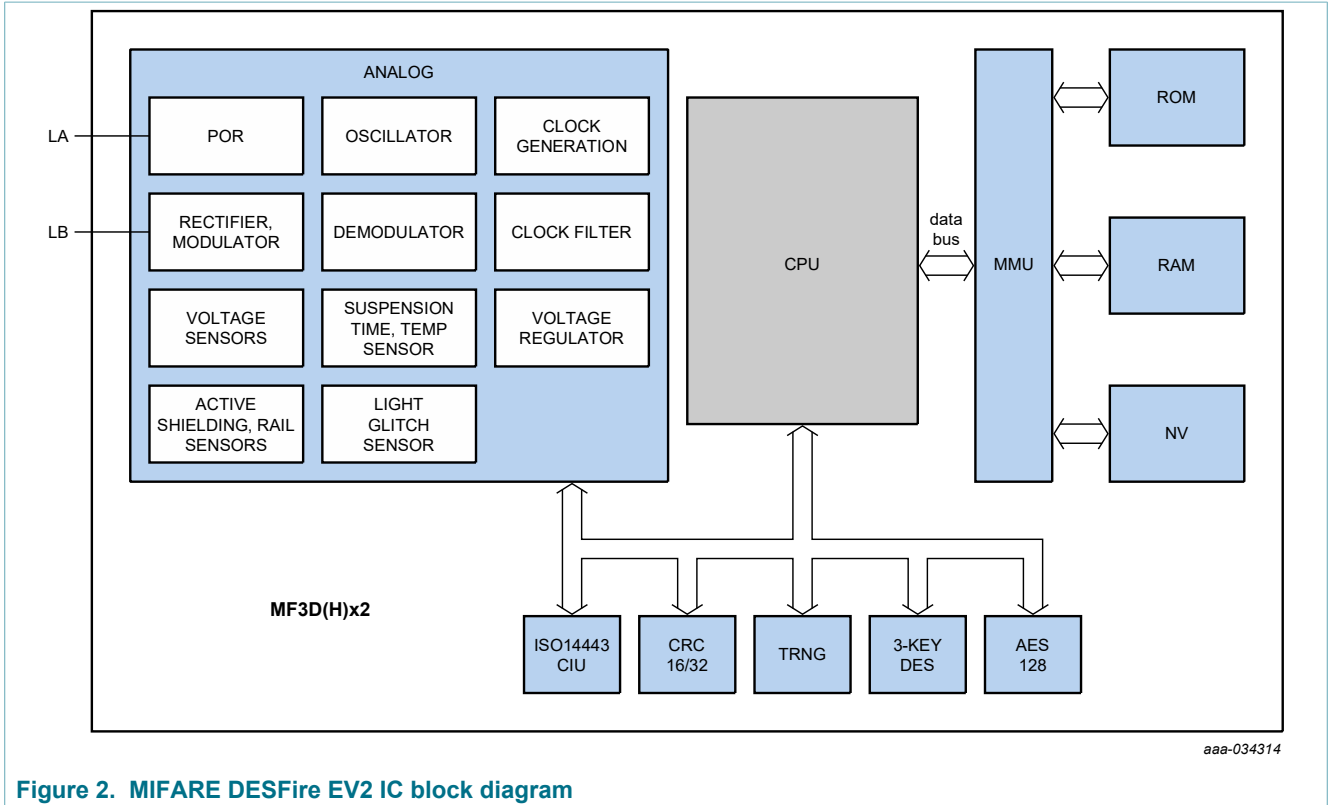 ANALOG
LA
POR
OSCILLATOR
CLOCK
GENERATION
LB
RECTIFIER,
MODULATOR
DEMODULATOR
CLOCK FILTER
VOLTAGE
SENSORS
SUSPENSION
TIME, TEMP
SENSOR
VOLTAGE
REGULATOR
ACTIVE
SHIELDING, RAIL
SENSORS
LIGHT
GLITCH
SENSOR
CPU
data
bus
MMU
ROM
RAM
NV
MF3D(H)x2
ISO14443
CIU
CRC
16/32
TRNG
3-KEY
DES
AES
128
aaa-034314
Figure 2. MIFARE DESFire EV2 IC block diagram